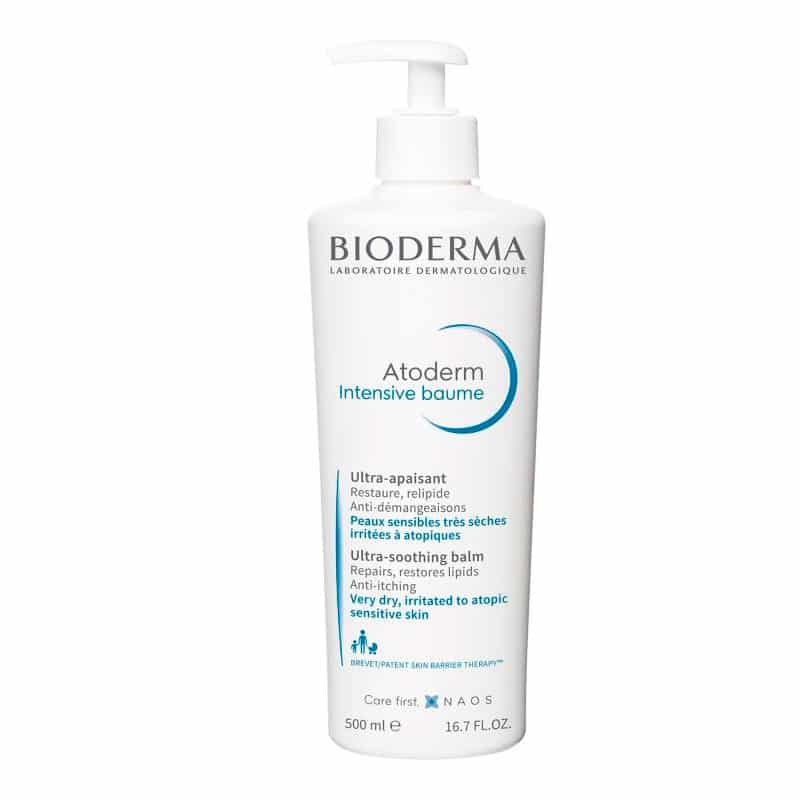 BIODERMA
LABORATOIRE DERMATOLOGIQUE
Atoderm
Intensive baume
Ultra-apaisant
Restaure, relipide
Anti-démangeaisons
Peaux sensibles très sèches
irritées à atopiques
Ultra-soothing balm
Repairs, restores lipids
Anti-itching
Very dry, irritated to atopic
sensitive skin
BREVET/PATENT SKIN BARRIER THERAPY™
Care first. NAOS
500 ml ℮ 16.7 FL.OZ.